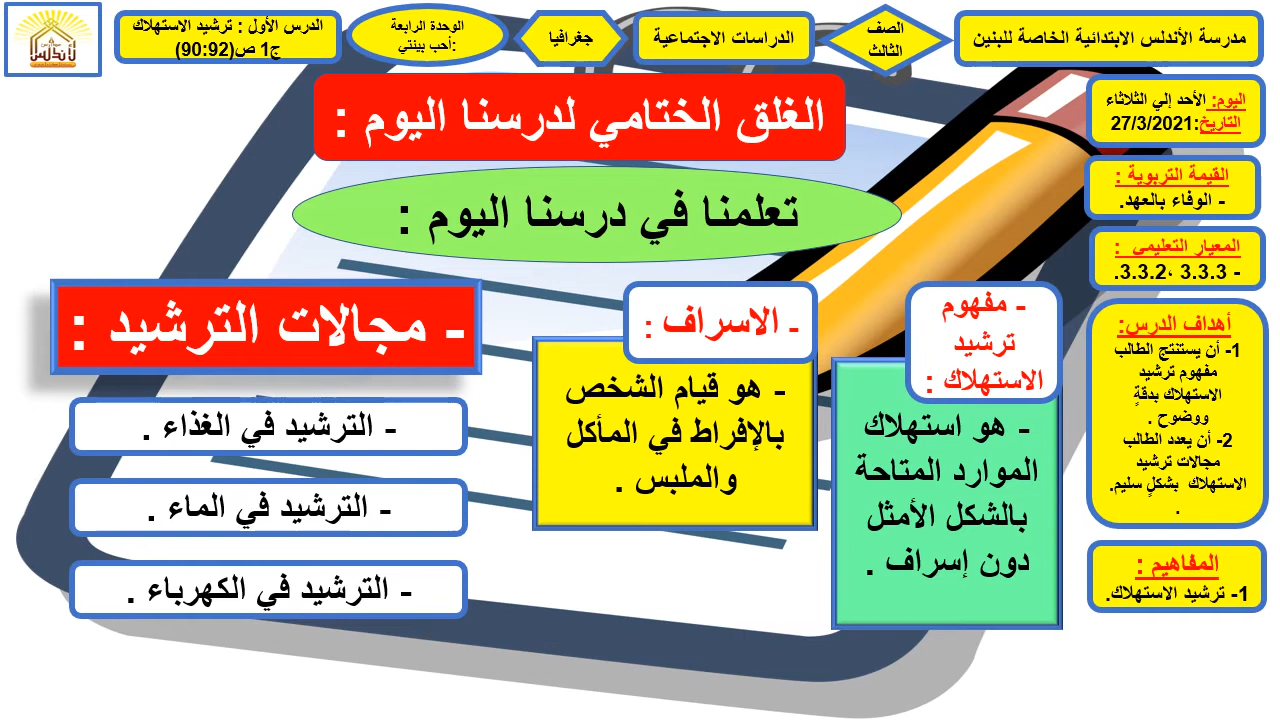 مدرسة الأندلس الابتدائية الخاصة للبنين
الصف
الثالث
الدراسات الاجتماعية
جغرافيا
الوحدة الرابعة
:أحب بيئتي
الدرس الأول : ترشيد الاستهلاك
ج1 ص(90:92)
الأندلس
اليوم: الأحد إلي الثلاثاء
التاريخ:27/3/2021
القيمة التربوية :
- الوفاء بالعهد.
المعيار التعليمي :
- 3.3.3 ،3.3.2.
أهداف الدرس:
1- أن يستنتج الطالب
مفهوم ترشيد
الاستهلاك بدقةٍ
ووضوح .
2- أن يعدد الطالب
مجالات ترشيد
الاستهلاك بشكلٍ سليم.
.
المفاهيم :
1- ترشيد الاستهلاك.
الغلق الختامي لدرسنا اليوم :
تعلمنا في درسنا اليوم :
- مفهوم
ترشيد
الاستهلاك :
- هو استهلاك
الموارد المتاحة
بالشكل الأمثل
دون إسراف .
- الاسراف :
- هو قيام الشخص
بالإفراط في المأكل
والملبس .
- مجالات الترشيد :
- الترشيد في الغذاء .
- الترشيد في الماء .
- الترشيد في الكهرباء .